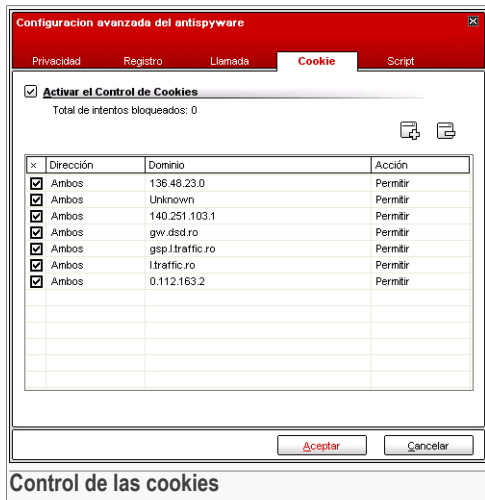 Configuracion avanzada del antispyware
Privacidad Registro Llamada Cookie Script
Activar el Control de Cookies
Total de intentos bloqueados: 0
× Dirección Dominio Acción
Ambos 136.48.23.0 Permitir
Ambos Unknown Permitir
Ambos 140.251.103.1 Permitir
Ambos gw.dsd.ro Permitir
Ambos gsp.l.traffic.ro Permitir
Ambos l.traffic.ro Permitir
Ambos 0.112.163.2 Permitir
Aceptar Cancelar
Control de las cookies